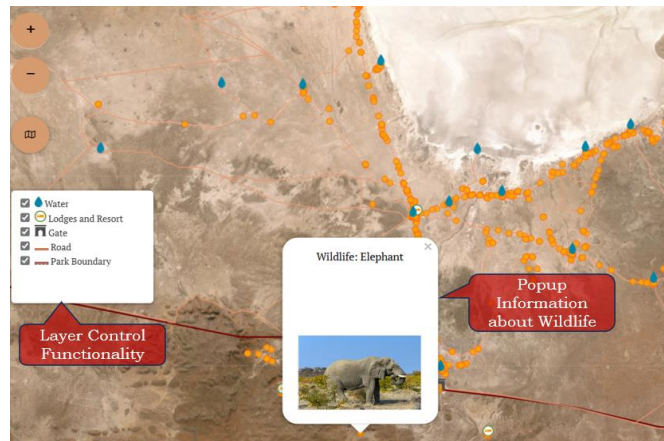 +
−
Water
Lodges and Resort
Gate
Road
Park Boundary
Layer Control
Functionality
Wildlife: Elephant
×
Popup
Information
about Wildlife